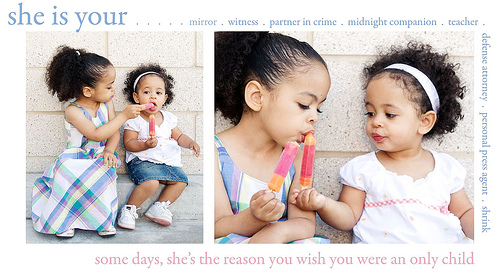 she is your . . . . . mirror . witness . partner in crime . midnight companion . teacher .
defense attorney . personal press agent . shrink
some days, she's the reason you wish you were an only child